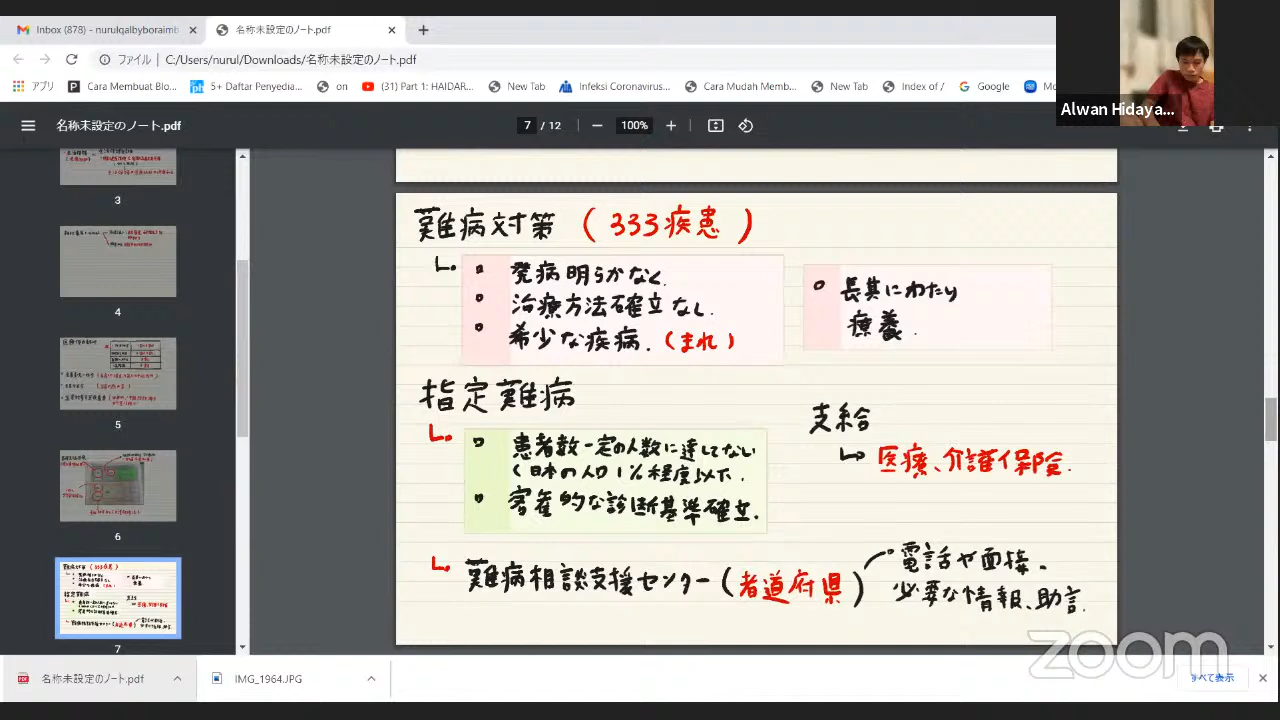 Inbox (878) - nurulqalbyboraimb
名称未設定のノート.pdf
ファイル | C:/Users/nurul/Downloads/名称未設定のノート.pdf
アプリ
Cara Membuat Blo...
5+ Daftar Penyedia...
on
(31) Part 1: HAIDAR...
New Tab
Infeksi Coronavirus...
Cara Mudah Memb...
New Tab
Index of /
Google
Mo
Alwan Hidaya...
名称未設定のノート.pdf
7 / 12
100%
3
4
5
6
7
難病対策 (333疾患)
発病明らかなく.
治療方法確立なし.
希少な疾病. (まれ)
長其にわたり
療養.
指定難病
患者数一定の人数に達してない
(日本の人口1%程度以下.
客産的な診断基準確立.
支給
医療、介護保険.
難病相談支援センター (者道府県)
電話や面接、
必要な情報、助言.
zoom
名称未設定のノート.pdf
IMG_1964.JPG
すべて表示